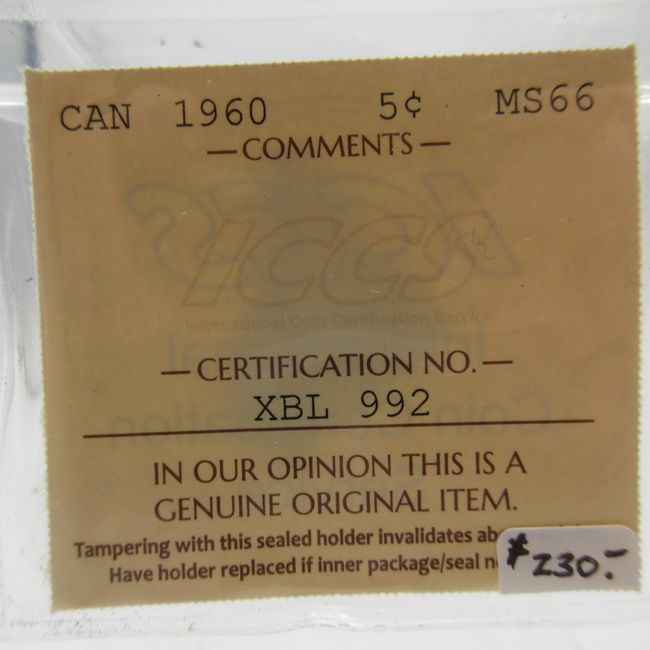 CAN 1960 5¢ MS66
— COMMENTS —
ICCS
International Coin Certification Service
— CERTIFICATION NO. —
XBL 992
IN OUR OPINION THIS IS A
GENUINE ORIGINAL ITEM.
Tampering with this sealed holder invalidates
Have holder replaced if inner package/seal
$230.-